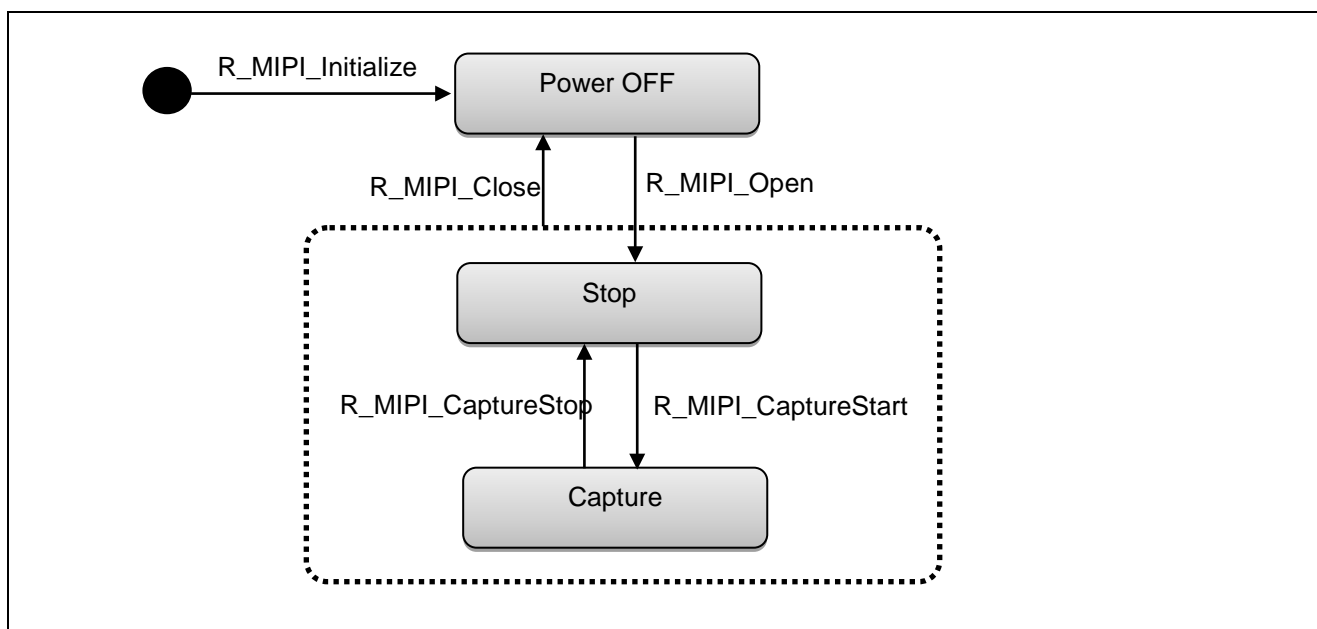 R_MIPI_Initialize
Power OFF
R_MIPI_Close
R_MIPI_Open
Stop
R_MIPI_CaptureStop
R_MIPI_CaptureStart
Capture